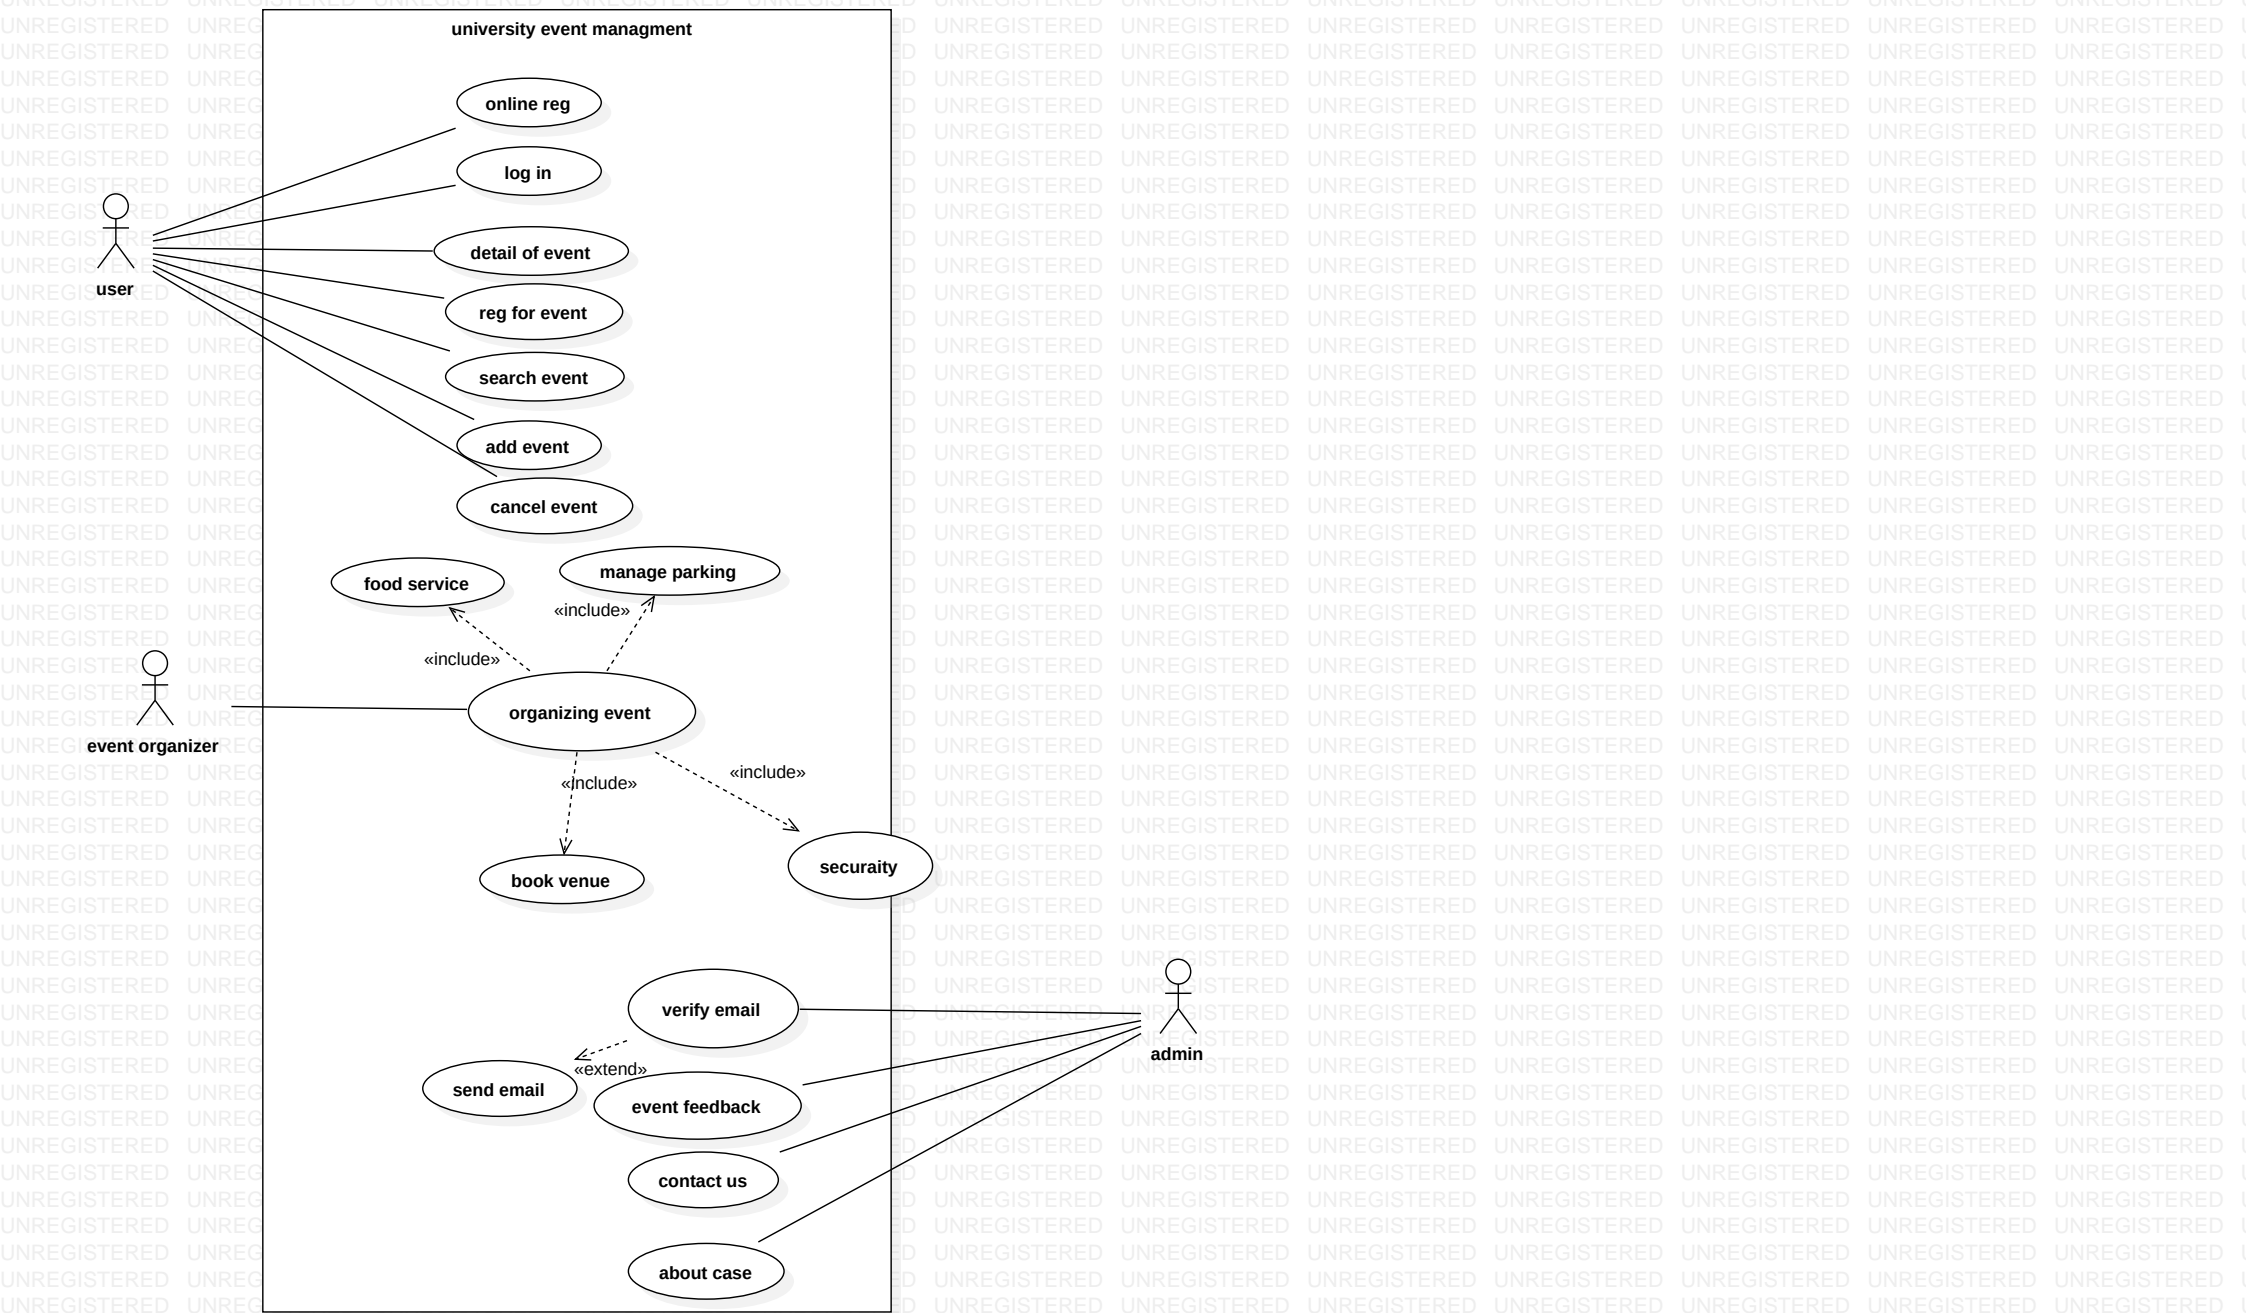 university event managment
online reg
log in
detail of event
user
reg for event
search event
add event
cancel event
manage parking
food service
«include»
«include»
organizing event
event organizer
«include»
«include»
securaity
book venue
verify email
admin
«extend»
send email
event feedback
contact us
about case
UNREGISTERED